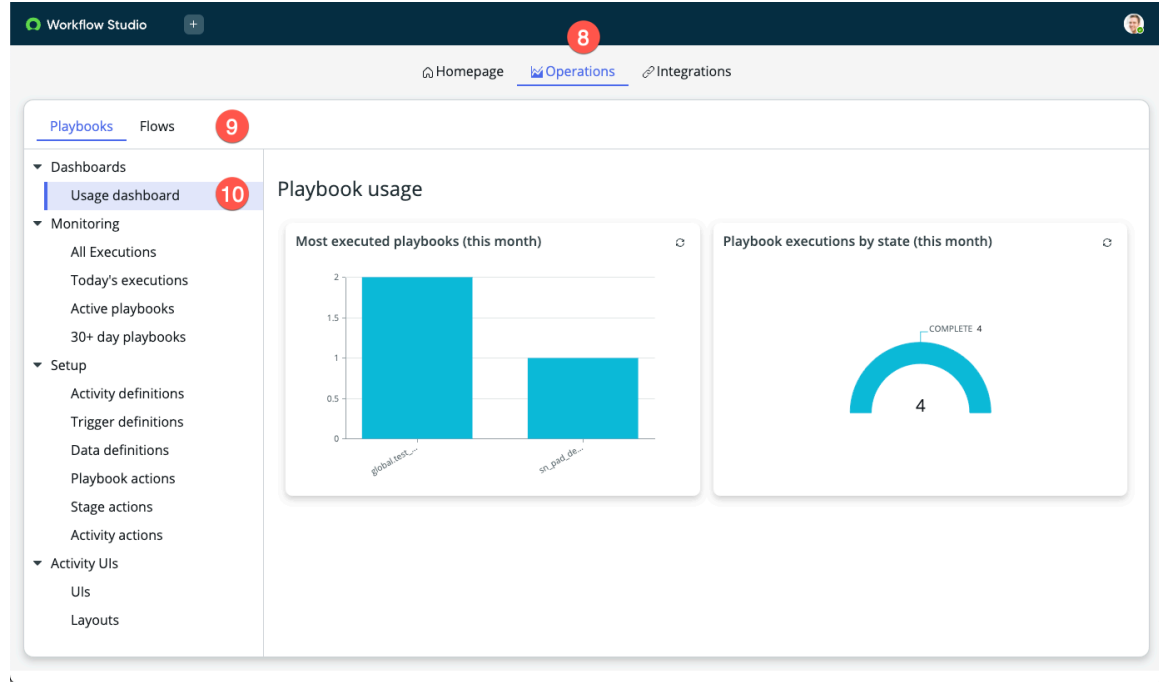 Workflow Studio +
8
Homepage Operations Integrations
Playbooks Flows 9
Dashboards
Usage dashboard 10
Monitoring
All Executions
Today's executions
Active playbooks
30+ day playbooks
Setup
Activity definitions
Trigger definitions
Data definitions
Playbook actions
Stage actions
Activity actions
Activity UIs
UIs
Layouts
Playbook usage
Most executed playbooks (this month)
2
1.5
1
0.5
0
global.test_...
sn_pad_de...
Playbook executions by state (this month)
COMPLETE 4
4